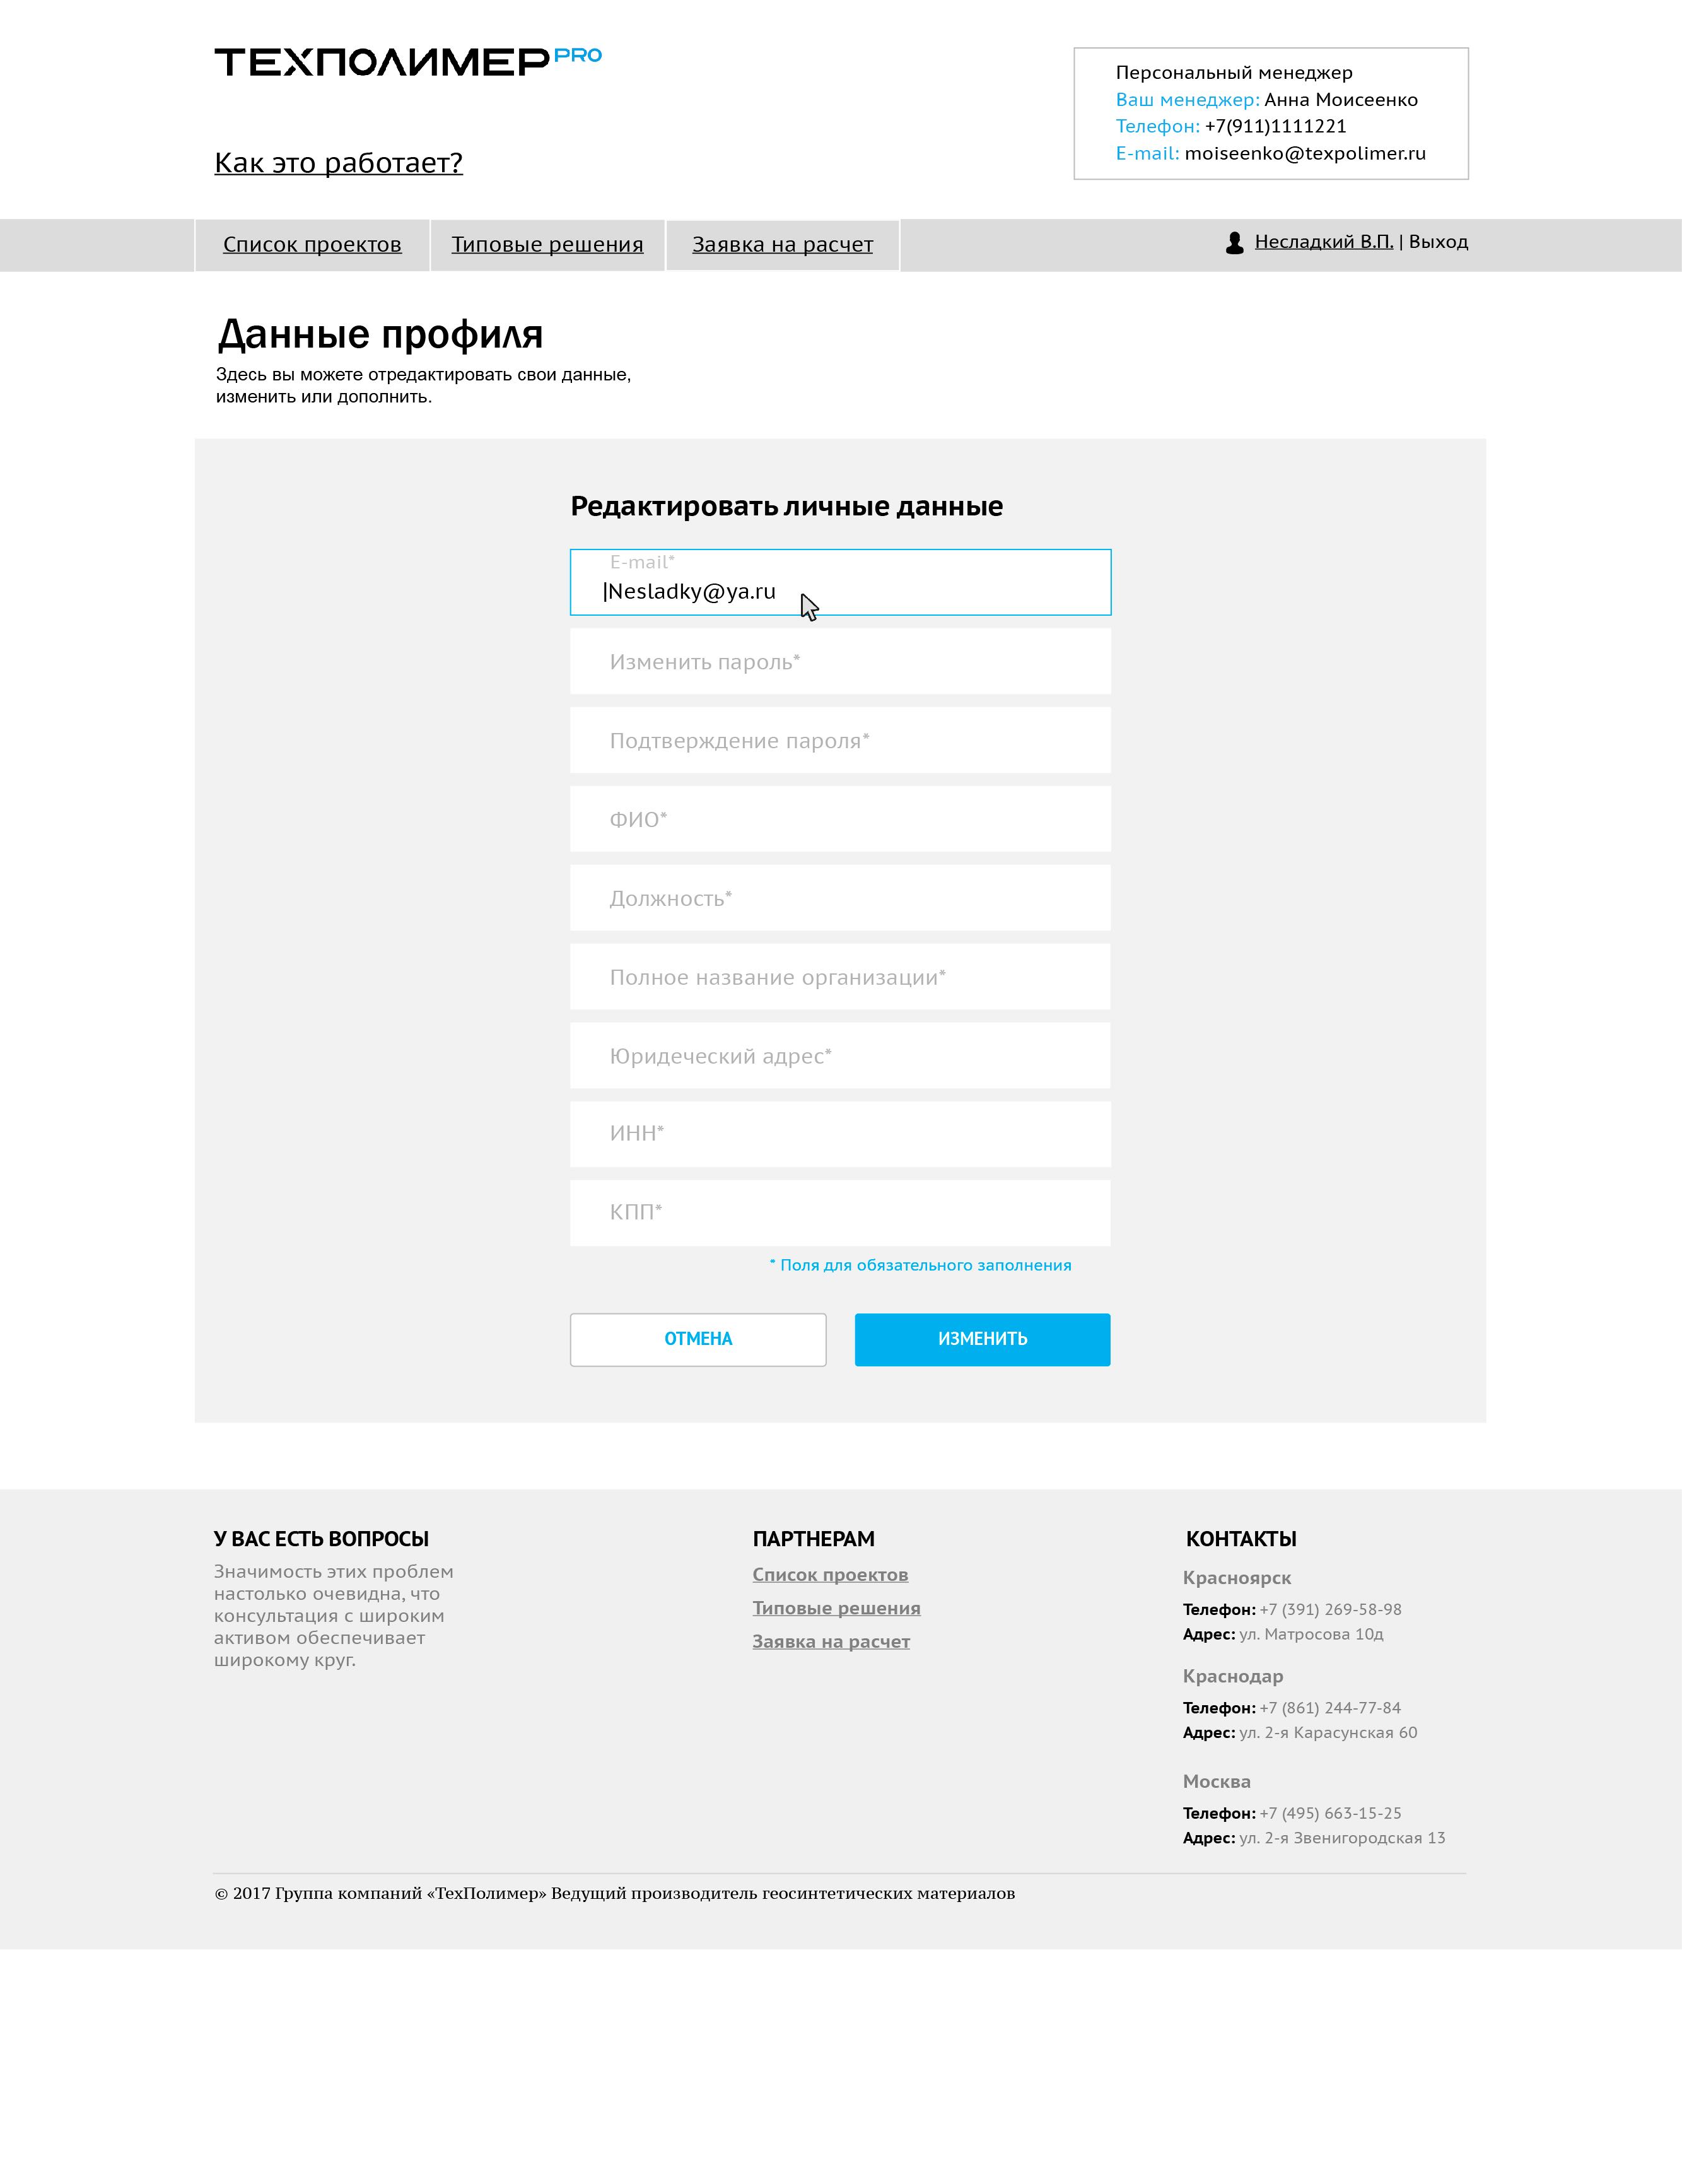 ТЕХПОЛИМЕР PRO
Персональный менеджер
Ваш менеджер: Анна Моисеенко
Телефон: +7(911)1111221
E-mail: moiseenko@texpolimer.ru
Как это работает?
Список проектов
Типовые решения
Заявка на расчет
Несладкий В.П. | Выход
Данные профиля
Здесь вы можете отредактировать свои данные,
изменить или дополнить.
Редактировать личные данные
E-mail*
|Nesladky@ya.ru
Изменить пароль*
Подтверждение пароля*
ФИО*
Должность*
Полное название организации*
Юридеческий адрес*
ИНН*
КПП*
* Поля для обязательного заполнения
ОТМЕНА
ИЗМЕНИТЬ
У ВАС ЕСТЬ ВОПРОСЫ
Значимость этих проблем
настолько очевидна, что
консультация с широким
активом обеспечивает
широкому круг.
ПАРТНЕРАМ
Список проектов
Типовые решения
Заявка на расчет
КОНТАКТЫ
Красноярск
Телефон: +7 (391) 269-58-98
Адрес: ул. Матросова 10д
Краснодар
Телефон: +7 (861) 244-77-84
Адрес: ул. 2-я Карасунская 60
Москва
Телефон: +7 (495) 663-15-25
Адрес: ул. 2-я Звенигородская 13
© 2017 Группа компаний «ТехПолимер» Ведущий производитель геосинтетических материалов